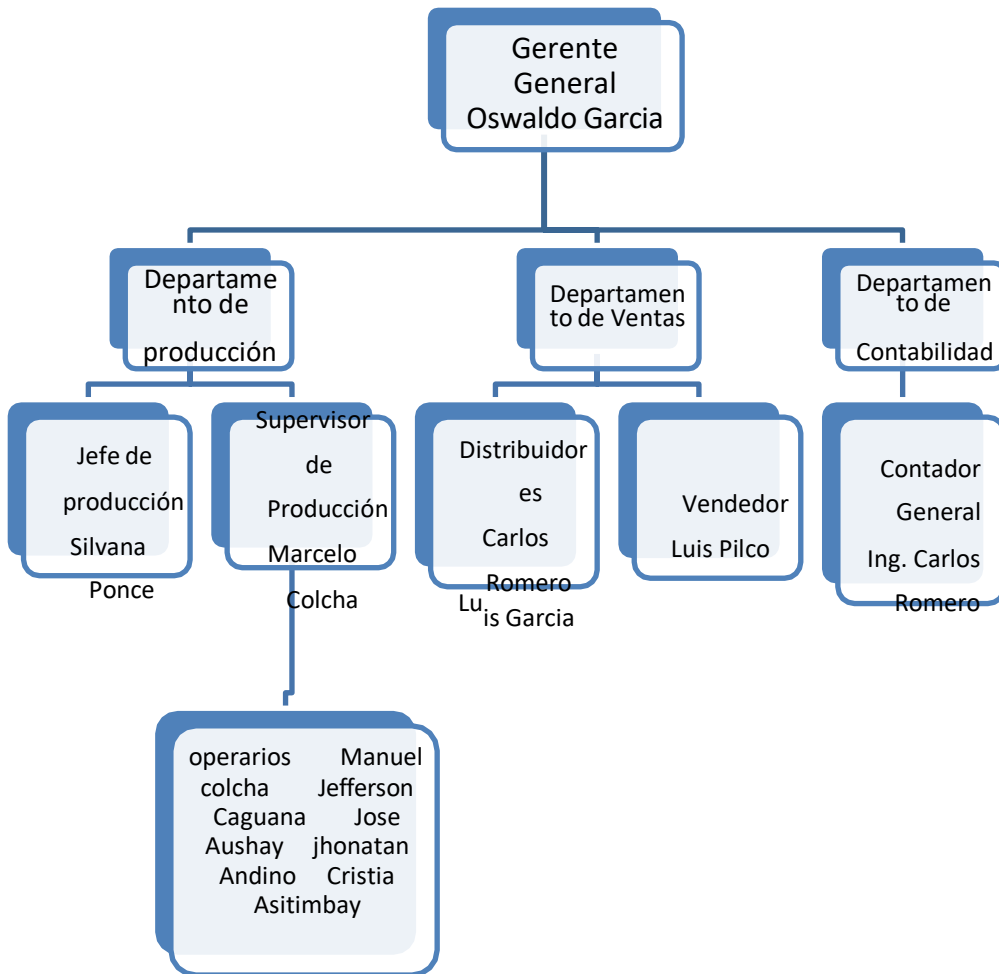 Gerente
General
Oswaldo Garcia
Departame
nto de
producción
Departamen
to de Ventas
Departamen
to de
Contabilidad
Jefe de
producción
Silvana
Ponce
Supervisor
de
Producción
Marcelo
Colcha
Distribuidor
es
Carlos
Romero
Luis Garcia
Vendedor
Luis Pilco
Contador
General
Ing. Carlos
Romero
operarios Manuel
colcha Jefferson
Caguana Jose
Aushay jhonatan
Andino Cristia
Asitimbay